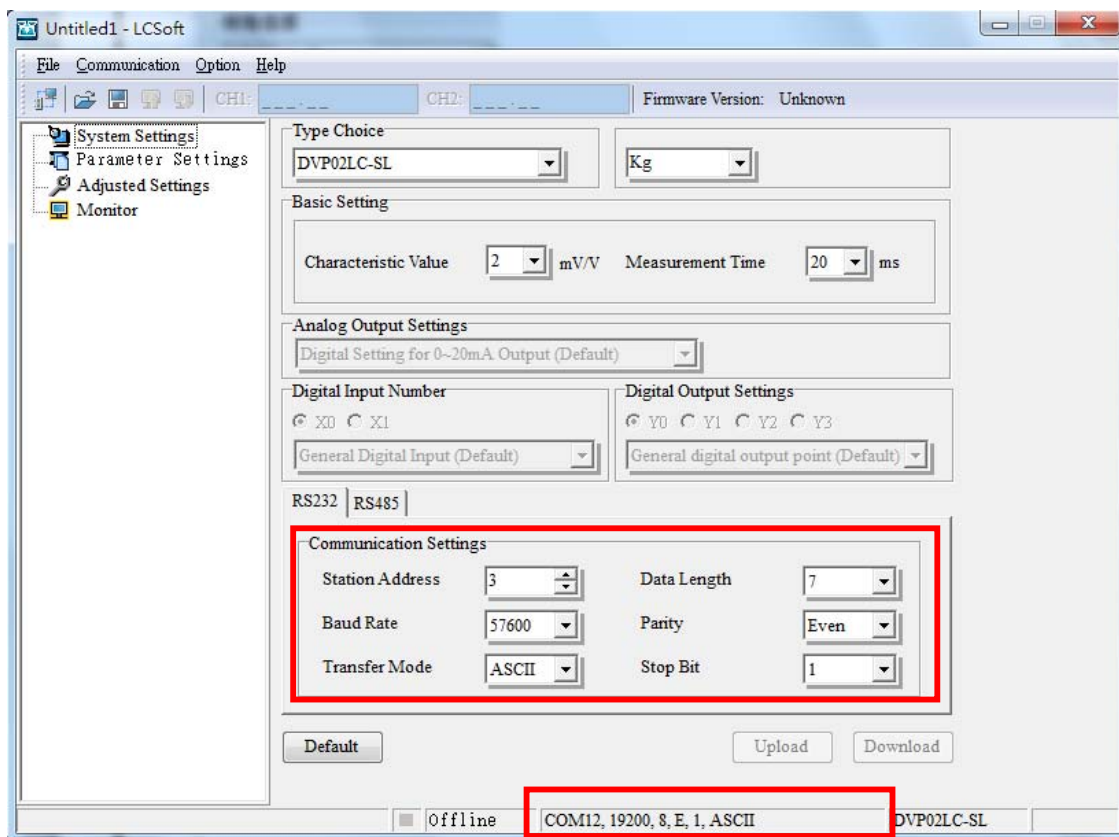 Untitled1 - LCSoft
File Communication Option Help
CH1: ___.__ CH2: ___.__ Firmware Version: Unknown
System Settings
Parameter Settings
Adjusted Settings
Monitor
Type Choice
DVP02LC-SL Kg
Basic Setting
Characteristic Value 2 mV/V Measurement Time 20 ms
Analog Output Settings
Digital Setting for 0~20mA Output (Default)
Digital Input Number
X0 X1
General Digital Input (Default)
Digital Output Settings
Y0 Y1 Y2 Y3
General digital output point (Default)
RS232 RS485
Communication Settings
Station Address 3 Data Length 7
Baud Rate 57600 Parity Even
Transfer Mode ASCII Stop Bit 1
Default Upload Download
Offline COM12, 19200, 8, E, 1, ASCII DVP02LC-SL